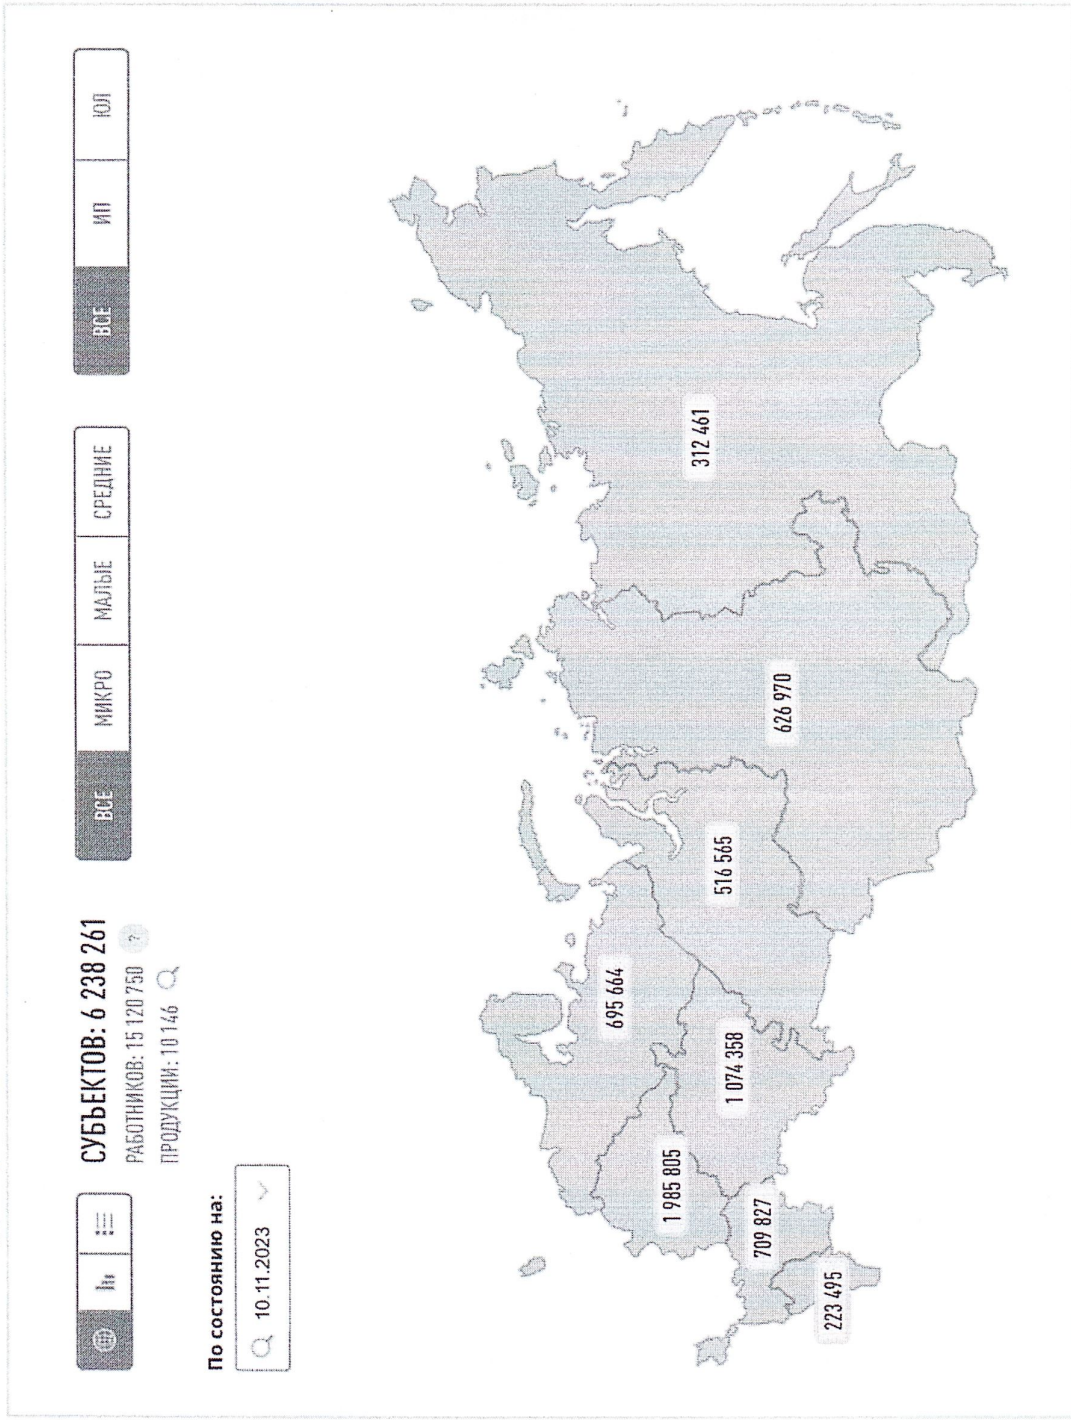 СУБЪЕКТОВ: 6 238 261
РАБОТНИКОВ: 15 120 750 ?
ПРОДУКЦИИ: 10 146
ВСЕ МИКРО МАЛЫЕ СРЕДНИЕ
ВСЕ ИП ЮЛ
По состоянию на:
10.11.2023
695 664
1 985 805
516 565
312 461
1 074 358
709 827
626 970
223 495